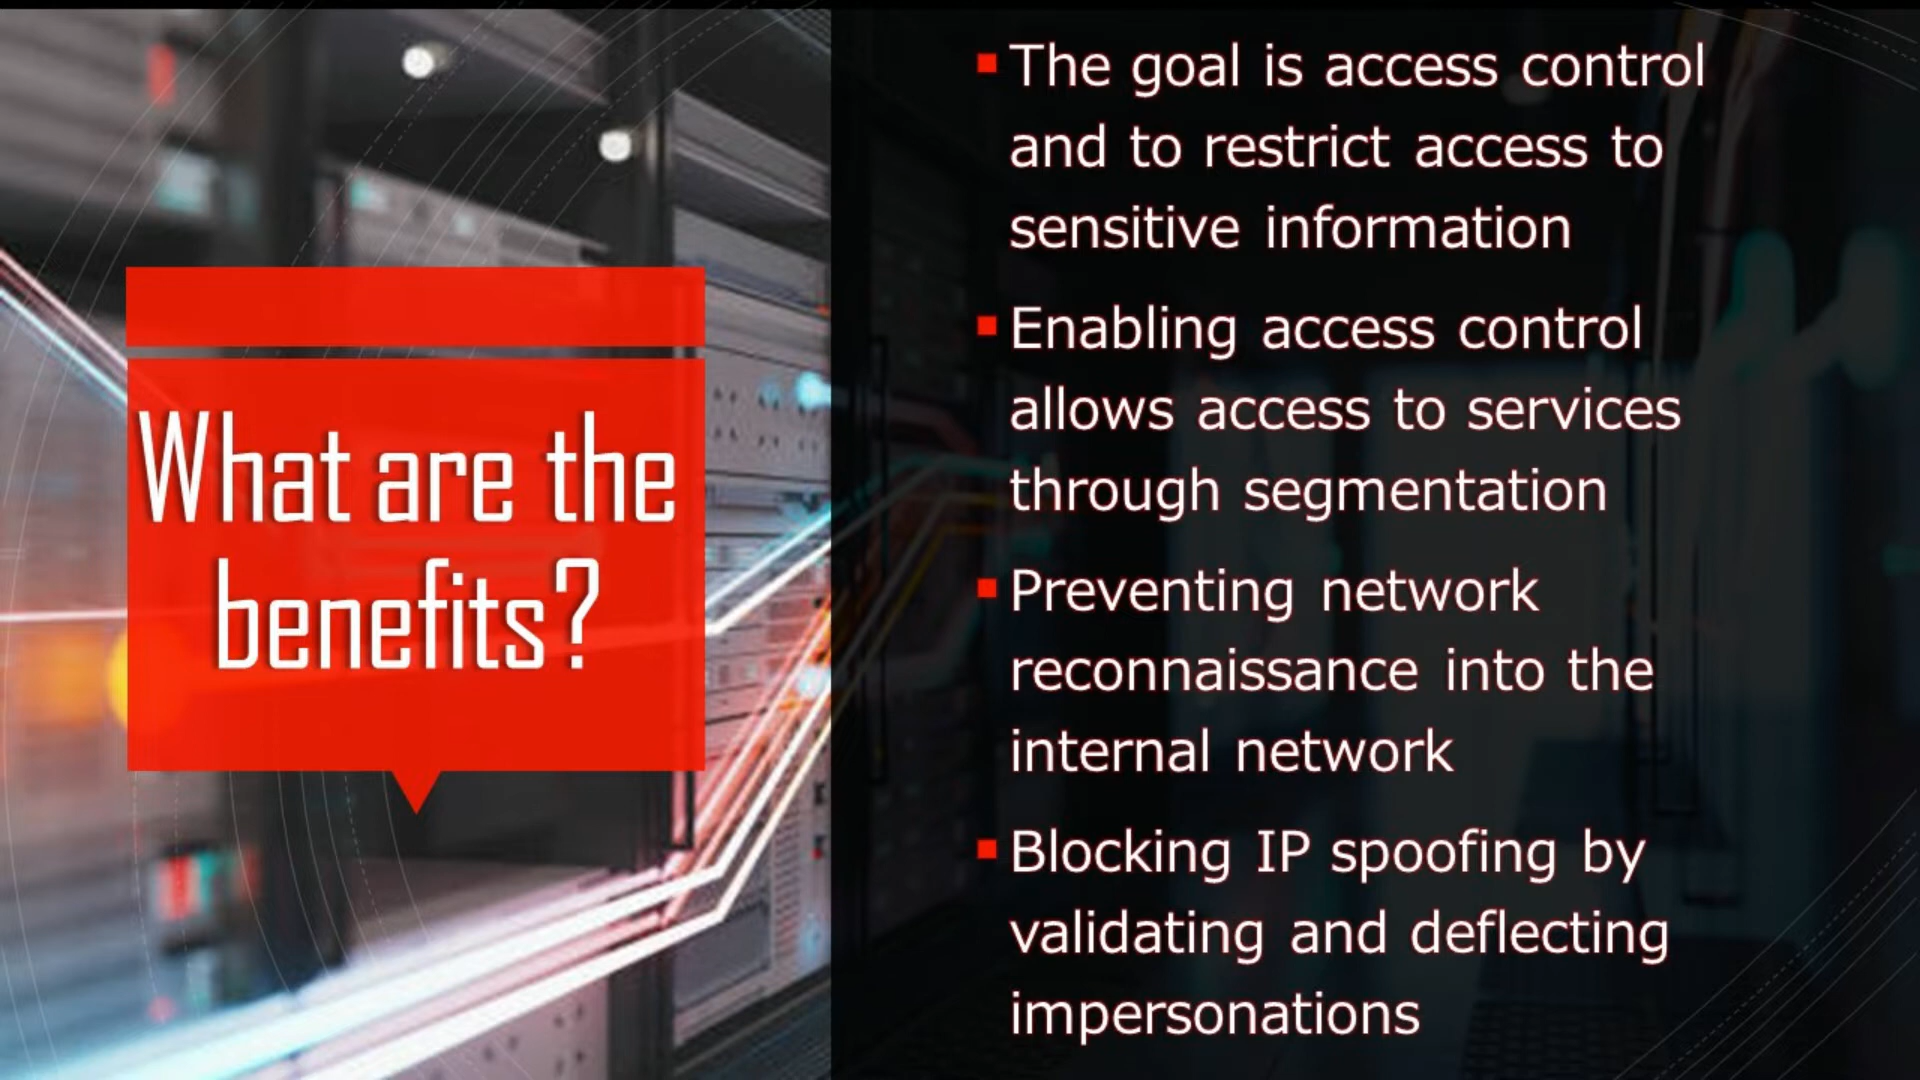 What are the
benefits?
The goal is access control
and to restrict access to
sensitive information
Enabling access control
allows access to services
through segmentation
Preventing network
reconnaissance into the
internal network
Blocking IP spoofing by
validating and deflecting
impersonations